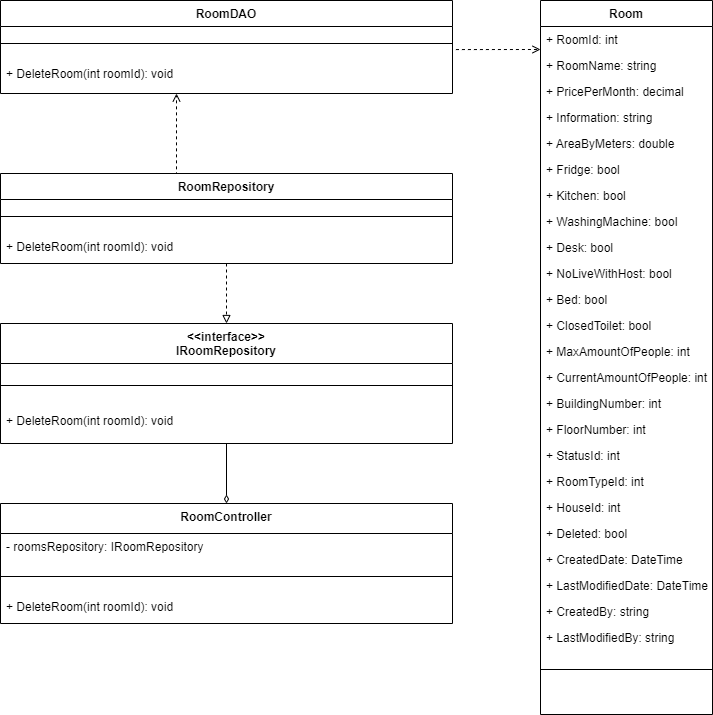 RoomDAO
+ DeleteRoom(int roomId): void
RoomRepository
+ DeleteRoom(int roomId): void
<<interface>>
IRoomRepository
+ DeleteRoom(int roomId): void
RoomController
- roomsRepository: IRoomRepository
+ DeleteRoom(int roomId): void
Room
+ RoomId: int
+ RoomName: string
+ PricePerMonth: decimal
+ Information: string
+ AreaByMeters: double
+ Fridge: bool
+ Kitchen: bool
+ WashingMachine: bool
+ Desk: bool
+ NoLiveWithHost: bool
+ Bed: bool
+ ClosedToilet: bool
+ MaxAmountOfPeople: int
+ CurrentAmountOfPeople: int
+ BuildingNumber: int
+ FloorNumber: int
+ StatusId: int
+ RoomTypeId: int
+ HouseId: int
+ Deleted: bool
+ CreatedDate: DateTime
+ LastModifiedDate: DateTime
+ CreatedBy: string
+ LastModifiedBy: string